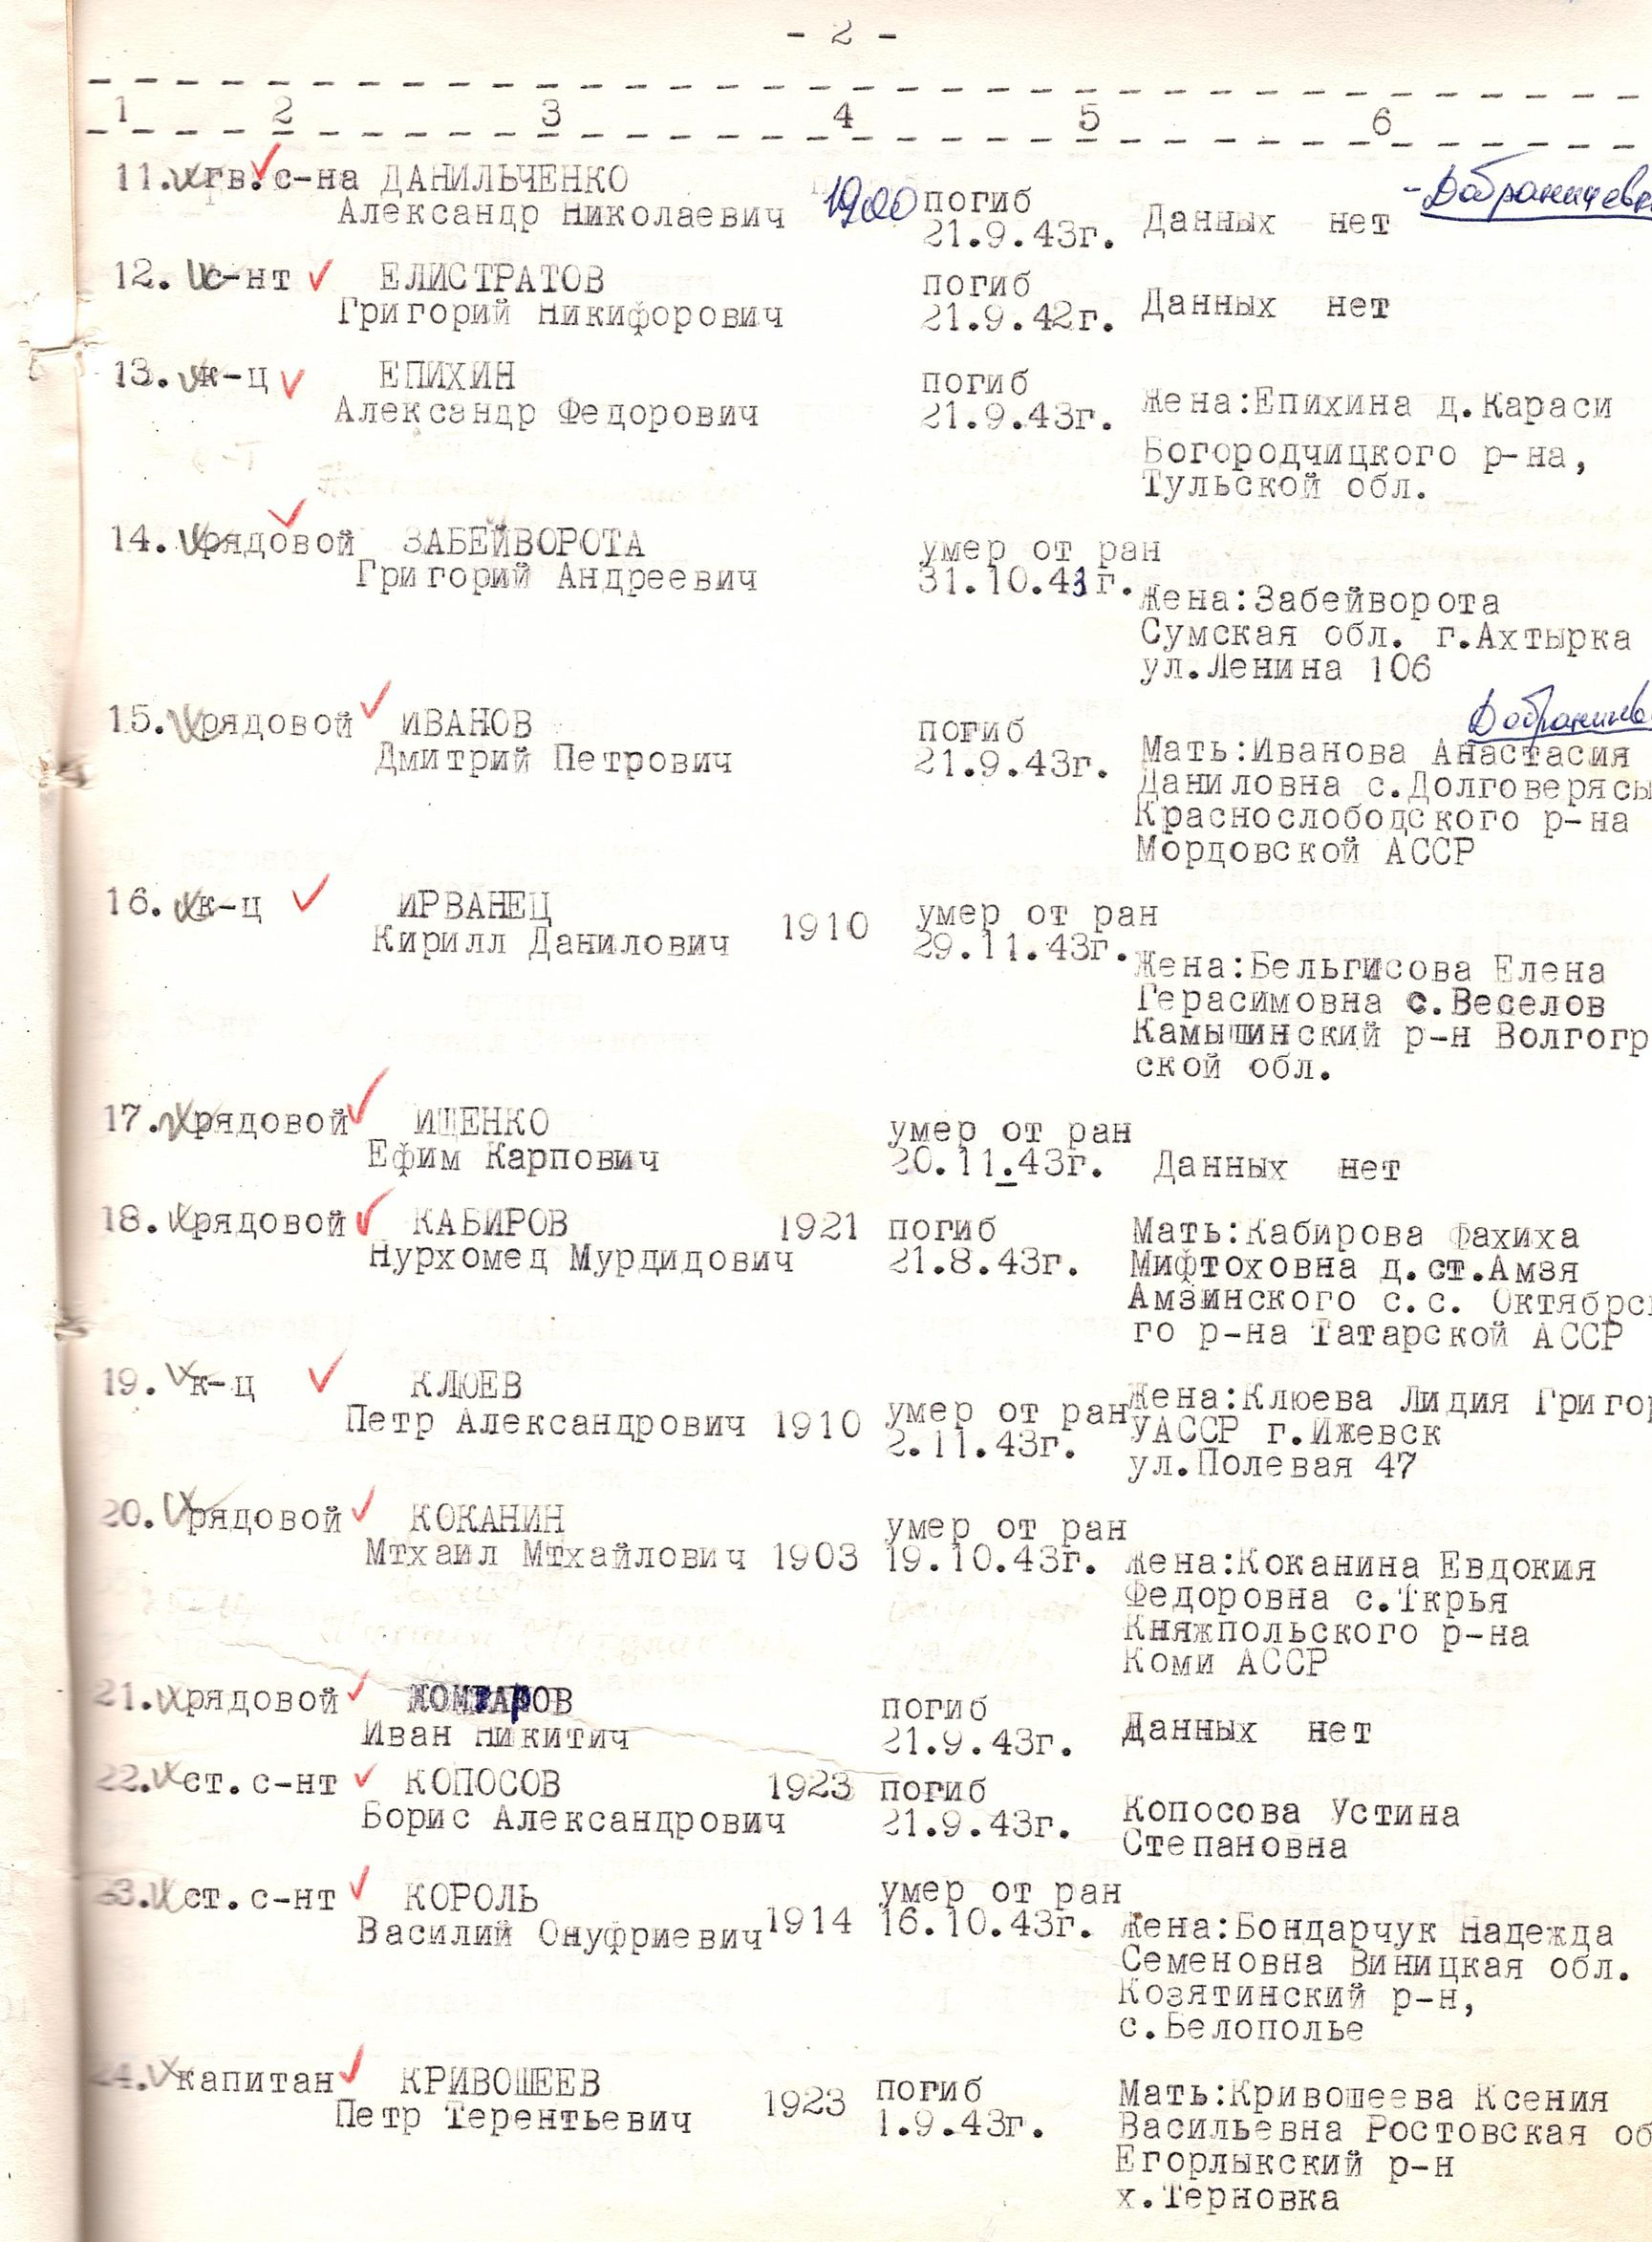 - 2 -
1 2 3 4 5 6
11. гв. с-на ДАНИЛЬЧЕНКО
Александр Николаевич 1900 погиб
21.9.43г. Данных нет
12. с-нт ЕЛИСТРАТОВ погиб
Григорий Никифорович 21.9.42г. Данных нет
13. к-ц ЕПИХИН погиб
Александр Федорович 21.9.43г. Жена:Епихина д.Караси
Богородчицкого р-на,
Тульской обл.
14. рядовой ЗАБЕЙВОРОТА умер от ран
Григорий Андреевич 31.10.43г.
Жена:Забейворота
Сумская обл. г.Ахтырка
ул.Ленина 106
15. рядовой ИВАНОВ погиб
Дмитрий Петрович 21.9.43г. Мать:Иванова Анастасия
Даниловна с.Долговерясы
Краснослободского р-на
Мордовской АССР
16. к-ц ИРВАНЕЦ умер от ран
Кирилл Данилович 1910 29.11.43г.
Жена:Бельгисова Елена
Герасимовна с.Веселов
Камышинский р-н Волгогр
ской обл.
17. рядовой ИЩЕНКО умер от ран
Ефим Карпович 20.11.43г. Данных нет
18. рядовой КАБИРОВ 1921 погиб Мать:Кабирова Фахиха
Нурхомед Мурдидович 21.8.43г. Мифтоховна д.ст.Амзя
Амзинского с.с. Октябрск
го р-на Татарской АССР
19. к-ц КЛЮЕВ Жена:Клюева Лидия Григор
Петр Александрович 1910 умер от ран УАССР г.Ижевск
2.11.43г. ул.Полевая 47
20. рядовой КОКАНИН умер от ран
Мтхаил Мтхайлович 1903 19.10.43г. Жена:Коканина Евдокия
Федоровна с.Ткрья
Княжпольского р-на
Коми АССР
21. рядовой погиб
Иван Никитич 21.9.43г. Данных нет
22. ст.с-нт КОПОСОВ 1923 погиб
Борис Александрович 21.9.43г. Копосова Устина
Степановна
23. ст.с-нт КОРОЛЬ умер от ран
Василий Онуфриевич 1914 16.10.43г. Жена:Бондарчук Надежда
Семеновна Виницкая обл.
Козятинский р-н,
с.Белополье
24. капитан КРИВОШЕЕВ погиб Мать:Кривошеева Ксения
Петр Терентьевич 1923 1.9.43г. Васильевна Ростовская об
Егорлыкский р-н
х.Терновка